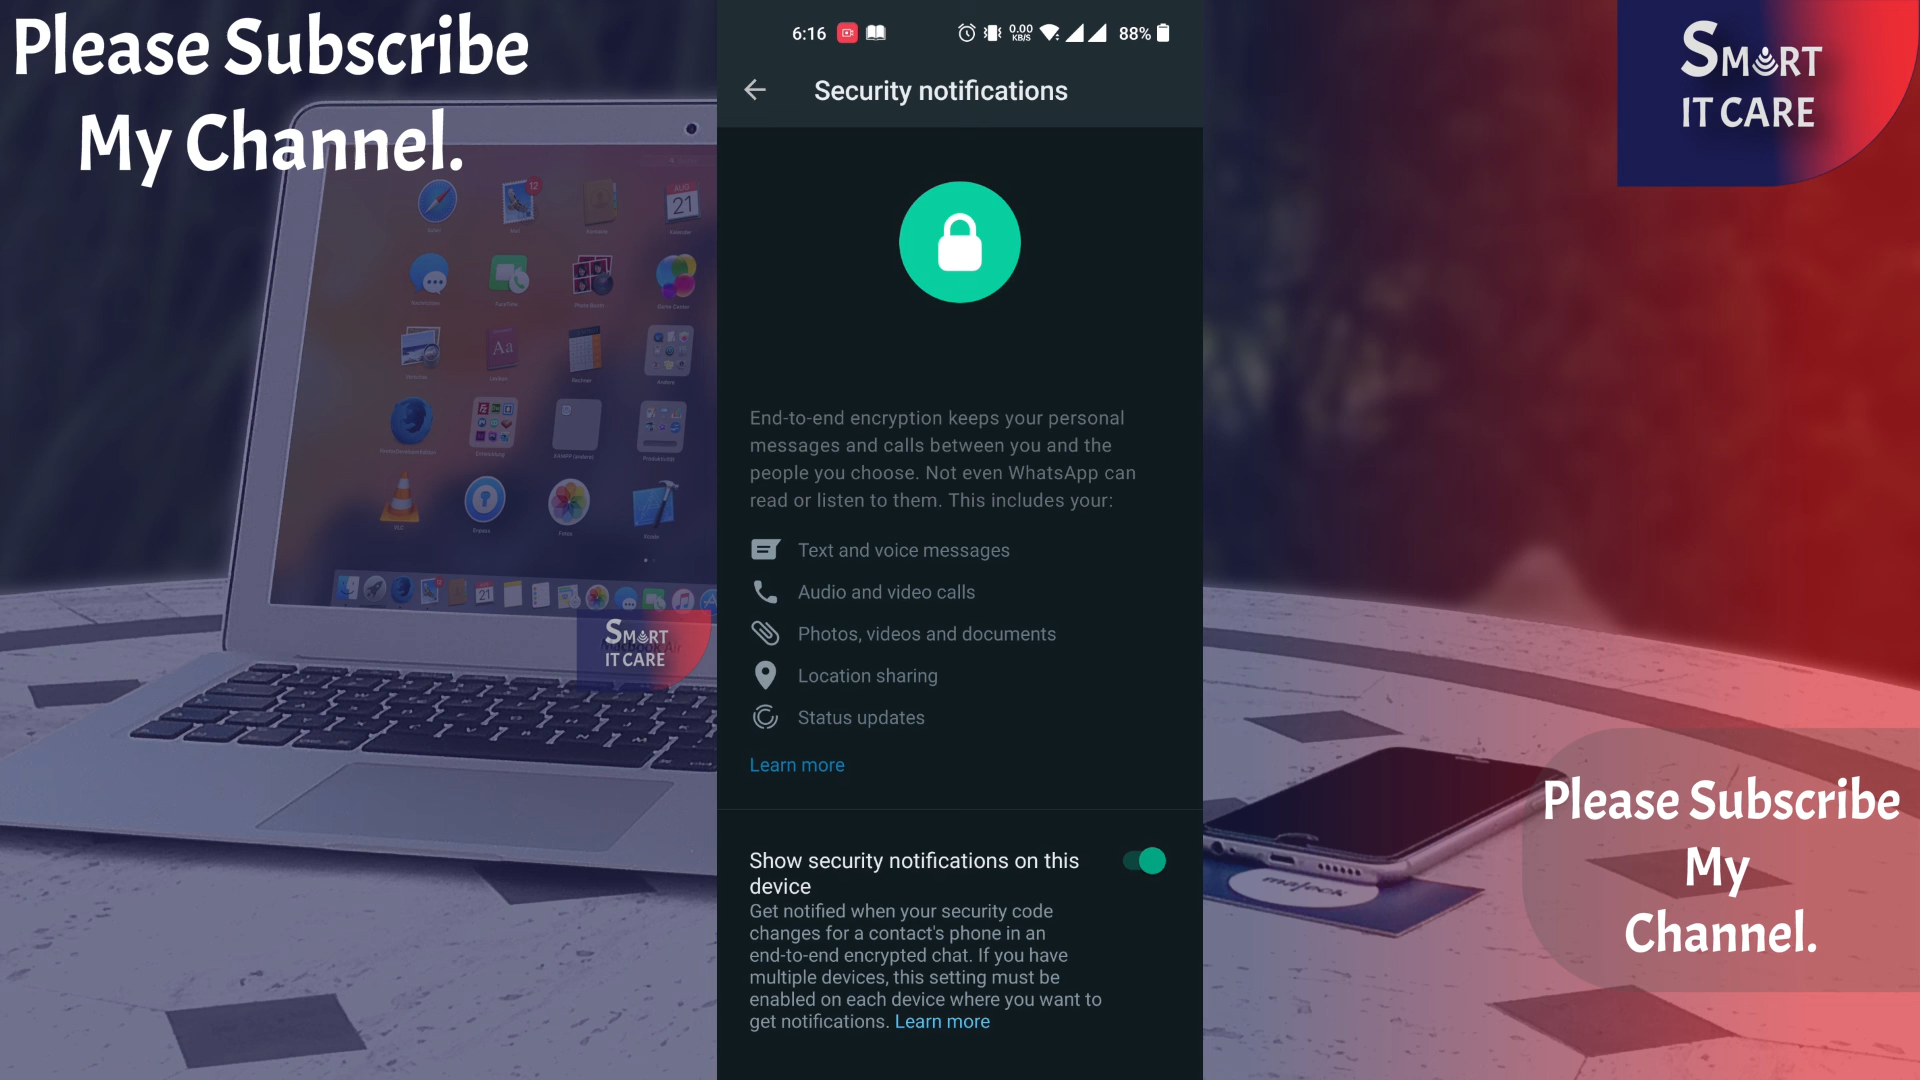 Please Subscribe
My Channel.
12
AUG
21
Aa
21
SMART
IT CARE
6:16
0.00
KB/S
88%
Security notifications
End-to-end encryption keeps your personal
messages and calls between you and the
people you choose. Not even WhatsApp can
read or listen to them. This includes your:
Text and voice messages
Audio and video calls
Photos, videos and documents
Location sharing
Status updates
Learn more
Show security notifications on this
device
Get notified when your security code
changes for a contact's phone in an
end-to-end encrypted chat. If you have
multiple devices, this setting must be
enabled on each device where you want to
get notifications. Learn more
SMART
IT CARE
Please Subscribe
My
Channel.